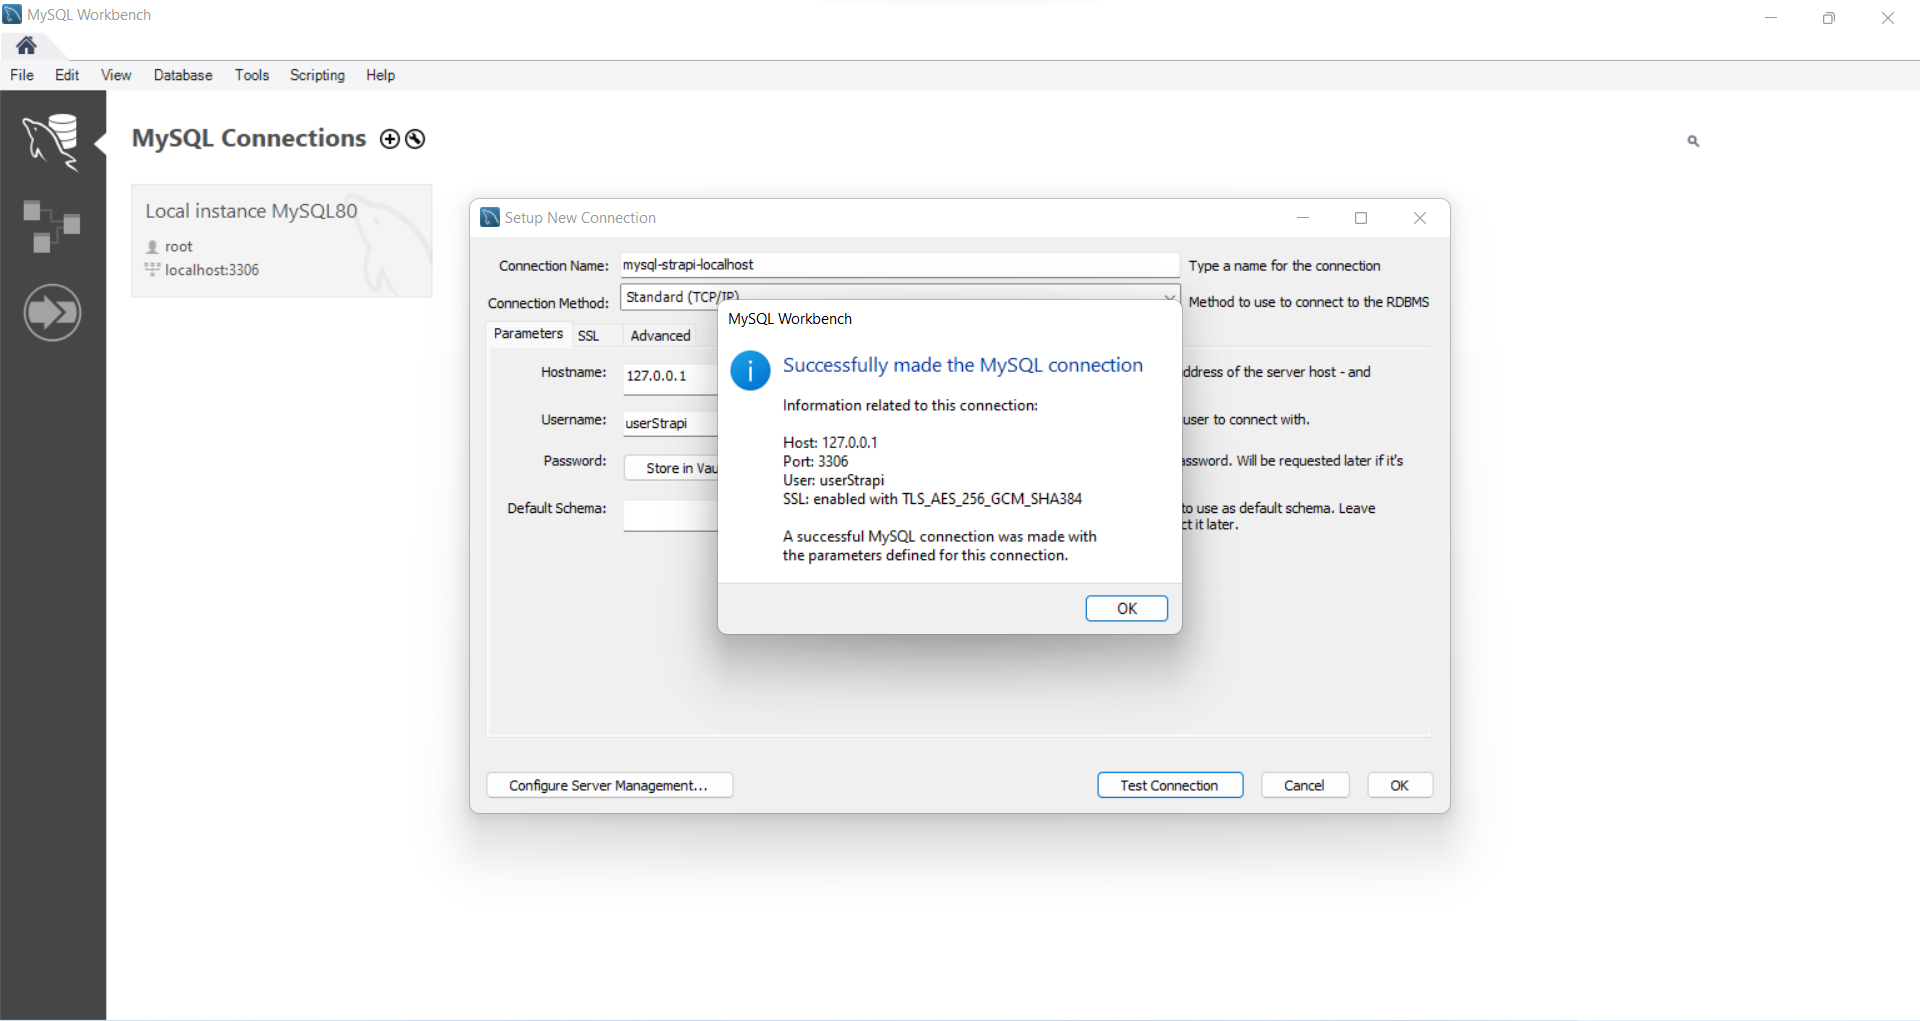 MySQL Workbench
File Edit View Database Tools Scripting Help
MySQL Connections
Local instance MySQL80
root
localhost:3306
Setup New Connection
Connection Name: mysql-strapi-localhost Type a name for the connection
Connection Method: Standard (TCP/IP) Method to use to connect to the RDBMS
Parameters SSL Advanced
Hostname: 127.0.0.1 ddress of the server host - and
Username: userStrapi user to connect with.
Password: Store in Vau assword. Will be requested later if it's
Default Schema: to use as default schema. Leave
ct it later.
MySQL Workbench
Successfully made the MySQL connection
Information related to this connection:
Host: 127.0.0.1
Port: 3306
User: userStrapi
SSL: enabled with TLS_AES_256_GCM_SHA384
A successful MySQL connection was made with
the parameters defined for this connection.
OK
Configure Server Management... Test Connection Cancel OK